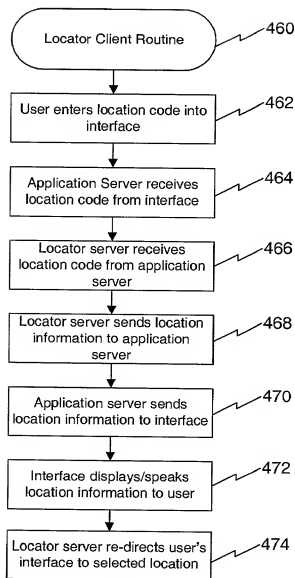 Locator Client Routine
460
User enters location code into
interface
462
Application Server receives
location code from interface
464
Locator server receives
location code from application
server
466
Locator server sends location
information to application
server
468
Application server sends
location information to interface
470
Interface displays/speaks
location information to user
472
Locator server re-directs user's
interface to selected location
474